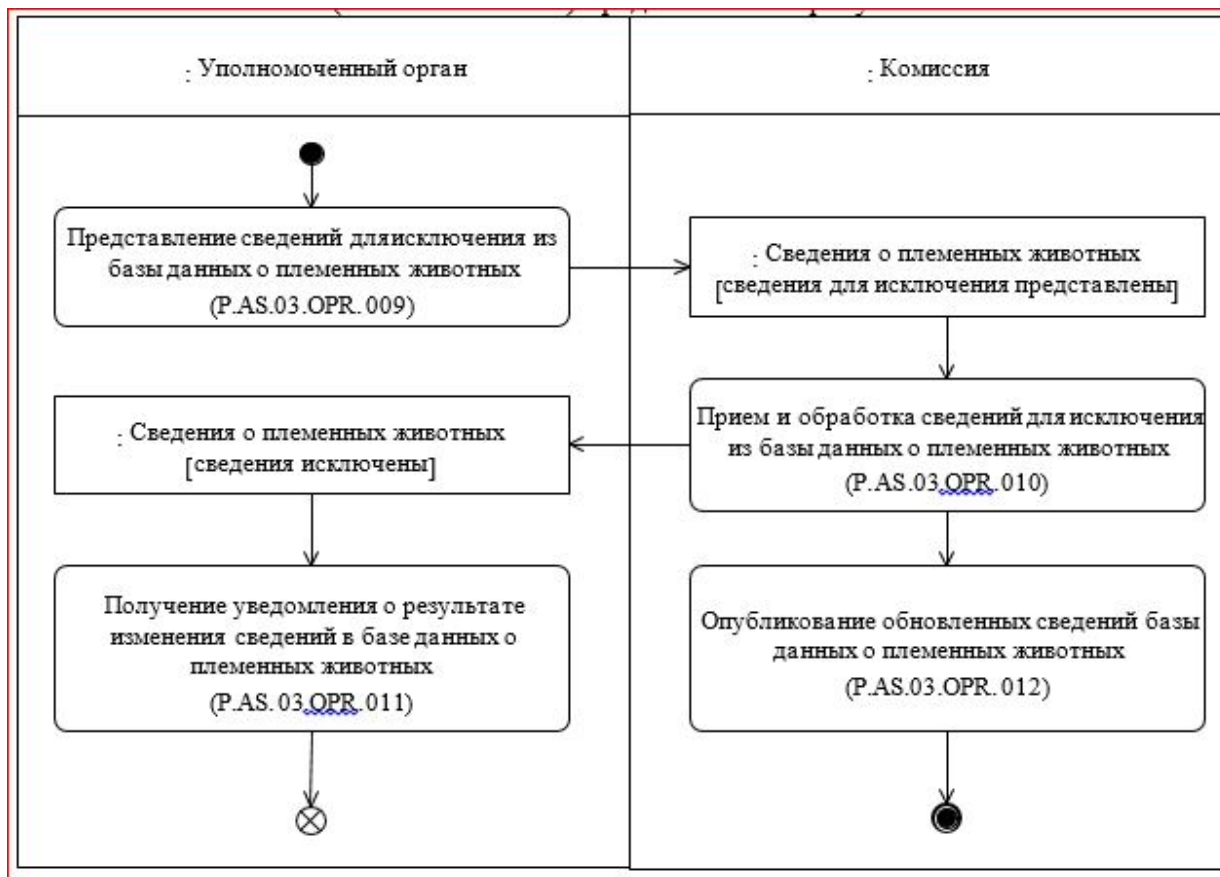 : Уполномоченный орган
: Комиссия
Представление сведений для исключения из
базы данных о племенных животных
(P.AS.03.OPR. 009)
: Сведения о племенных животных
[сведения для исключения представлены]
Прием и обработка сведений для исключения
из базы данных о племенных животных
(P.AS.03.OPR.010)
: Сведения о племенных животных
[сведения исключены]
Получение уведомления о результате
изменения сведений в базе данных о
племенных животных
(P.AS. 03.OPR.011)
Опубликование обновленных сведений базы
данных о племенных животных
(P.AS.03.OPR. 012)